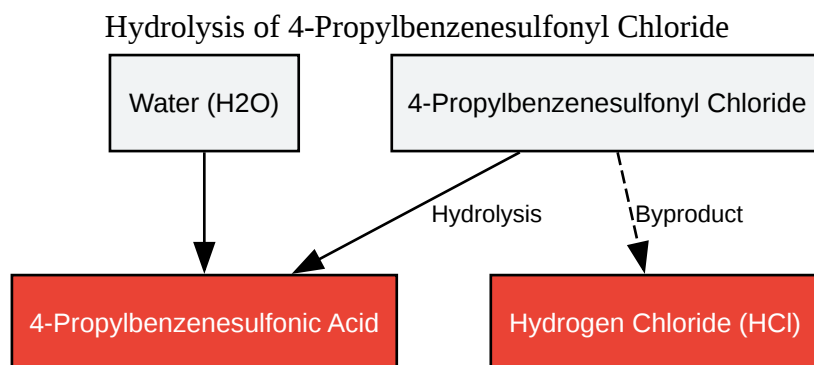 Hydrolysis of 4-Propylbenzenesulfonyl Chloride
Water (H2O)
4-Propylbenzenesulfonyl Chloride
Hydrolysis
Byproduct
4-Propylbenzenesulfonic Acid
Hydrogen Chloride (HCl)